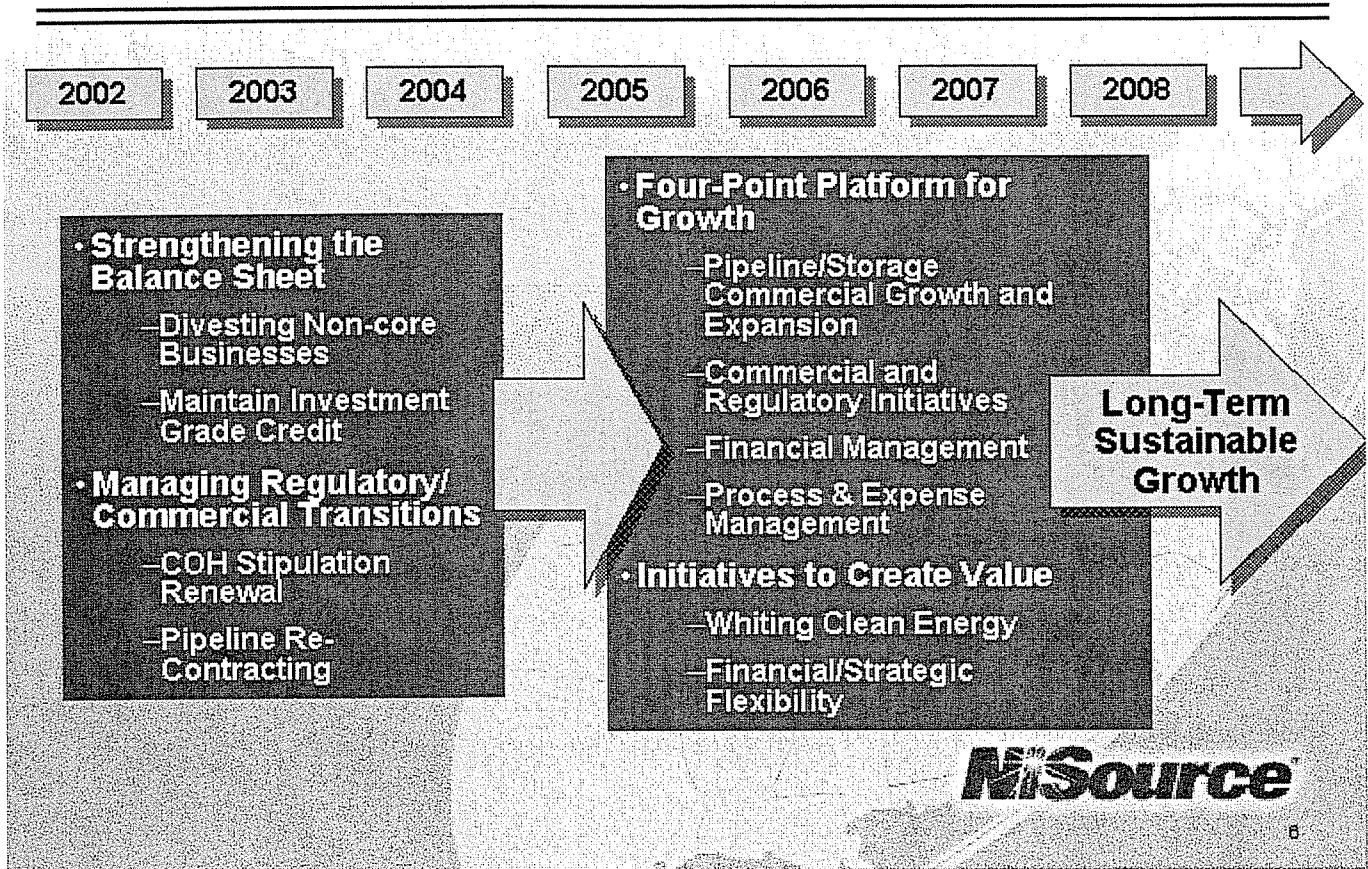 2002 2003 2004 2005 2006 2007 2008
• Strengthening the
Balance Sheet
–Divesting Non-core
Businesses
–Maintain Investment
Grade Credit
• Managing Regulatory/
Commercial Transitions
–COH Stipulation
Renewal
–Pipeline Re-
Contracting
• Four-Point Platform for
Growth
–Pipeline/Storage
Commercial Growth and
Expansion
–Commercial and
Regulatory Initiatives
–Financial Management
–Process & Expense
Management
• Initiatives to Create Value
–Whiting Clean Energy
–Financial/Strategic
Flexibility
Long-Term
Sustainable
Growth
NiSource
6